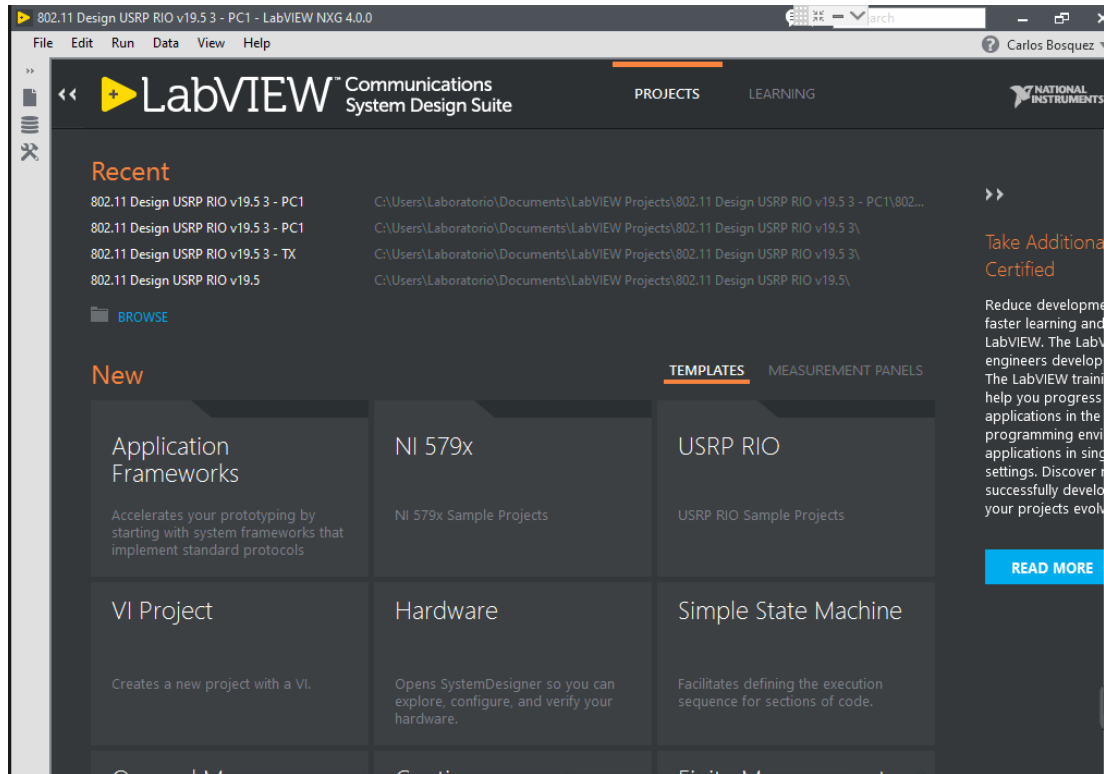 802.11 Design USRP RIO v19.5 3 - PC1 - LabVIEW NXG 4.0.0
File Edit Run Data View Help
Carlos Bosquez
LabVIEW™ Communications
System Design Suite
PROJECTS LEARNING
NATIONAL
INSTRUMENTS
Recent
802.11 Design USRP RIO v19.5 3 - PC1 C:\Users\Laboratorio\Documents\LabVIEW Projects\802.11 Design USRP RIO v19.5 3 - PC1\802...
802.11 Design USRP RIO v19.5 3 - PC1 C:\Users\Laboratorio\Documents\LabVIEW Projects\802.11 Design USRP RIO v19.5 3\
802.11 Design USRP RIO v19.5 3 - TX C:\Users\Laboratorio\Documents\LabVIEW Projects\802.11 Design USRP RIO v19.5 3\
802.11 Design USRP RIO v19.5 C:\Users\Laboratorio\Documents\LabVIEW Projects\802.11 Design USRP RIO v19.5\
BROWSE
New
TEMPLATES MEASUREMENT PANELS
Application
Frameworks
Accelerates your prototyping by
starting with system frameworks that
implement standard protocols
NI 579x
NI 579x Sample Projects
USRP RIO
USRP RIO Sample Projects
VI Project
Creates a new project with a VI.
Hardware
Opens SystemDesigner so you can
explore, configure, and verify your
hardware.
Simple State Machine
Facilitates defining the execution
sequence for sections of code.
Take Additiona
Certified
Reduce developme
faster learning and
LabVIEW. The LabV
engineers develop
The LabVIEW traini
help you progress
applications in the
programming envi
applications in sing
settings. Discover
successfully develo
your projects evolv
READ MORE